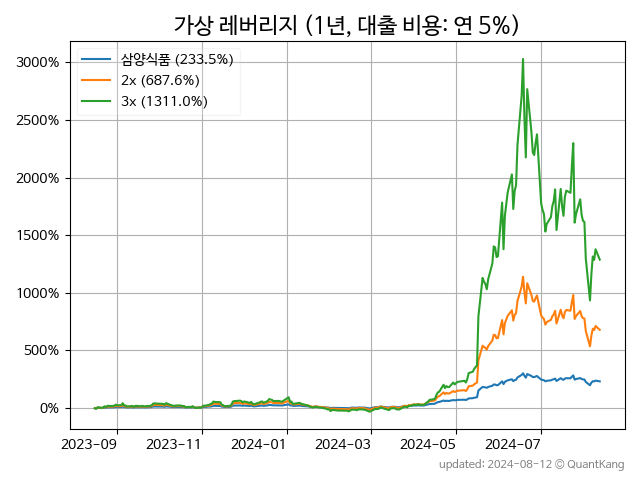 가상 레버리지 (1년, 대출 비용: 연 5%)
삼양식품 (233.5%)
2x (687.6%)
3x (1311.0%)
3000%
2500%
2000%
1500%
1000%
500%
0%
2023-09 2023-11 2024-01 2024-03 2024-05 2024-07
updated: 2024-08-12 © QuantKang